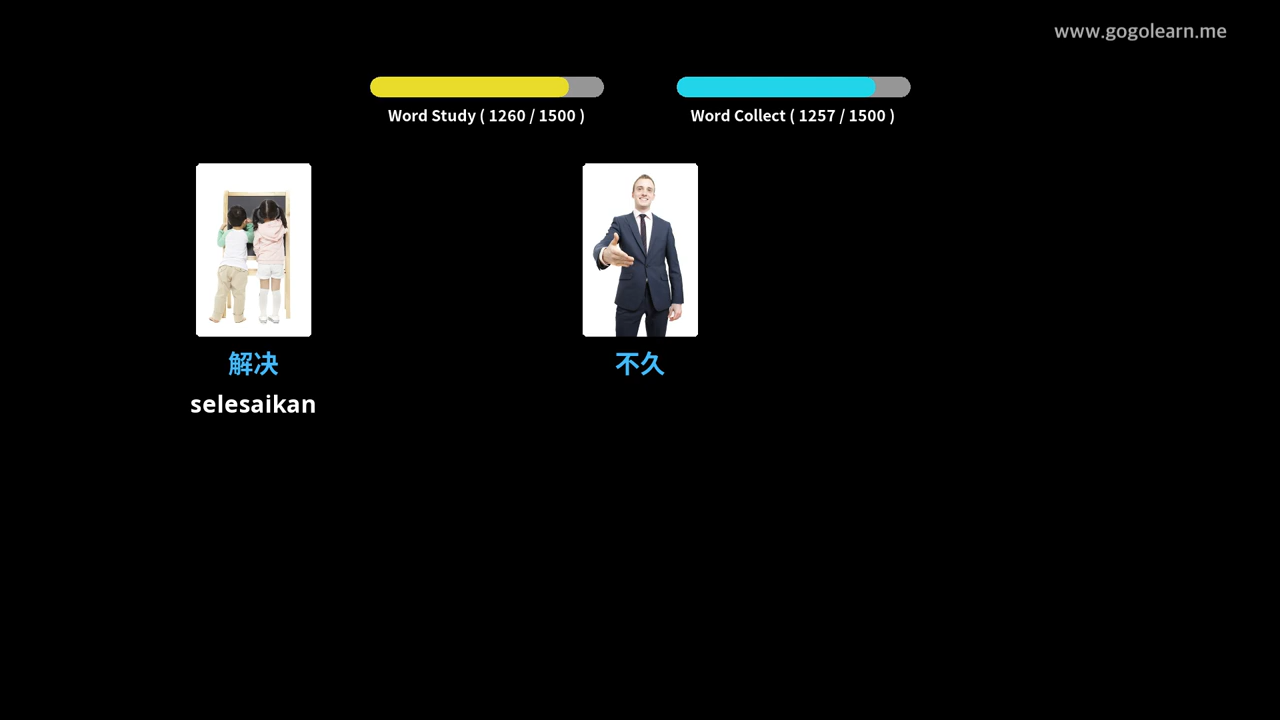 www.gogolearn.me
Word Study ( 1260 / 1500 )
Word Collect ( 1257 / 1500 )
解决
不久
selesaikan